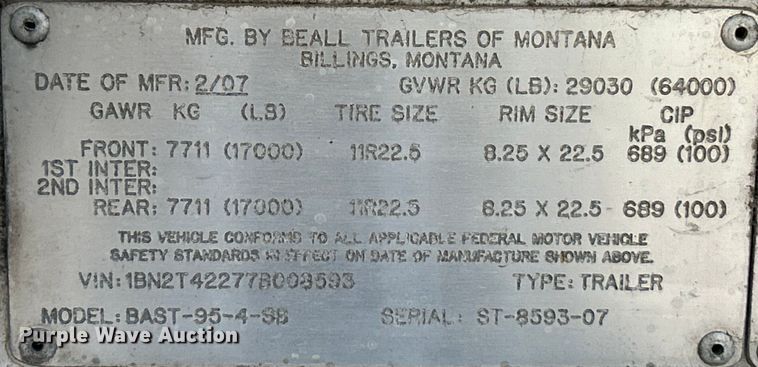 MFG. BY BEALL TRAILERS OF MONTANA
BILLINGS, MONTANA
DATE OF MFR: 2/07 GVWR KG (LB): 29030 (64000)
GAWR KG (LB) TIRE SIZE RIM SIZE CIP
kPa (psi)
FRONT: 7711 (17000) 11R22.5 8.25 X 22.5 689 (100)
1ST INTER:
2ND INTER:
REAR: 7711 (17000) 11R22.5 8.25 X 22.5 689 (100)
THIS VEHICLE CONFORMS TO ALL APPLICABLE FEDERAL MOTOR VEHICLE
SAFETY STANDARDS IN EFFECT ON DATE OF MANUFACTURE SHOWN ABOVE.
VIN: 1BN2T42277B008593 TYPE: TRAILER
MODEL: BAST-95-4-SB SERIAL: ST-8593-07
Purple Wave Auction